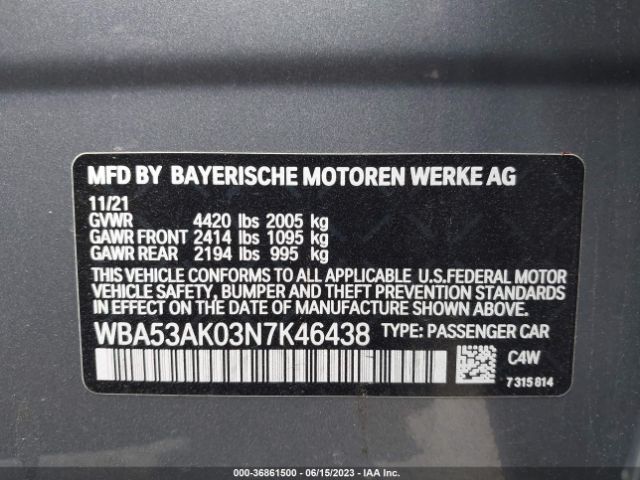 MFD BY BAYERISCHE MOTOREN WERKE AG
11/21
GVWR 4420 lbs 2005 kg
GAWR FRONT 2414 lbs 1095 kg
GAWR REAR 2194 lbs 995 kg
THIS VEHICLE CONFORMS TO ALL APPLICABLE U.S.FEDERAL MOTOR
VEHICLE SAFETY, BUMPER AND THEFT PREVENTION STANDARDS
IN EFFECT ON THE DATE OF MANUFACTURE SHOWN ABOVE.
WBA53AK03N7K46438 TYPE: PASSENGER CAR
C4W
7 315 814
000-36861500 - 06/15/2023 - IAA Inc.